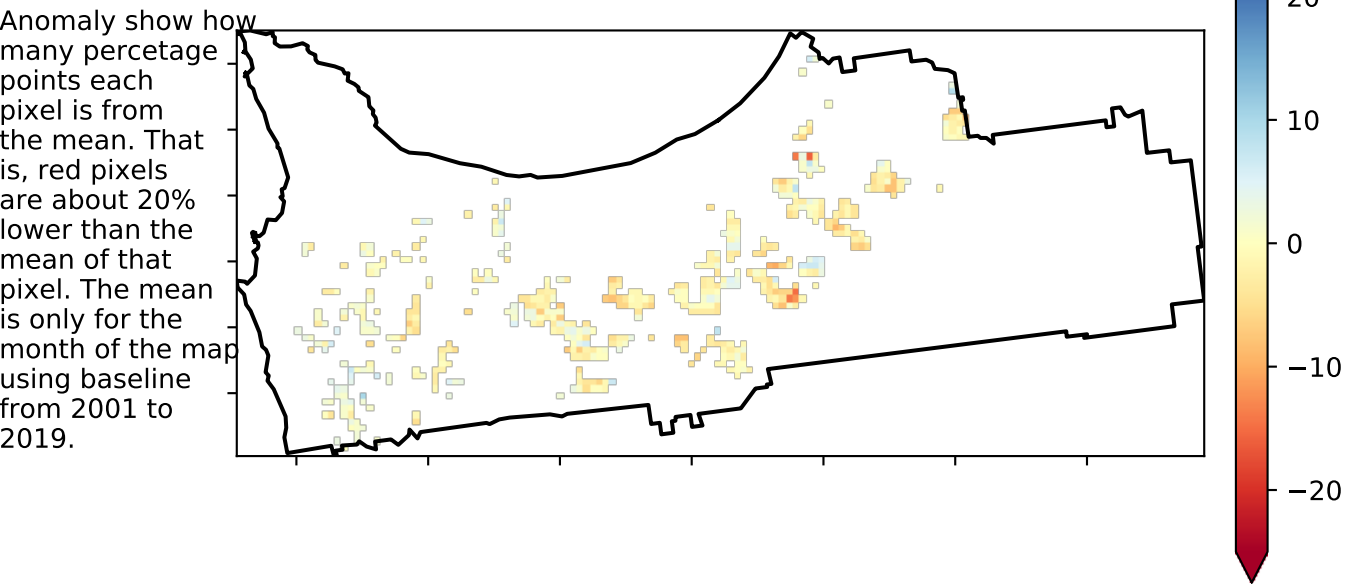 Anomaly show how
many percetage
points each
pixel is from
the mean. That
is, red pixels
are about 20%
lower than the
mean of that
pixel. The mean
is only for the
month of the map
using baseline
from 2001 to
2019.
20
10
0
−10
−20